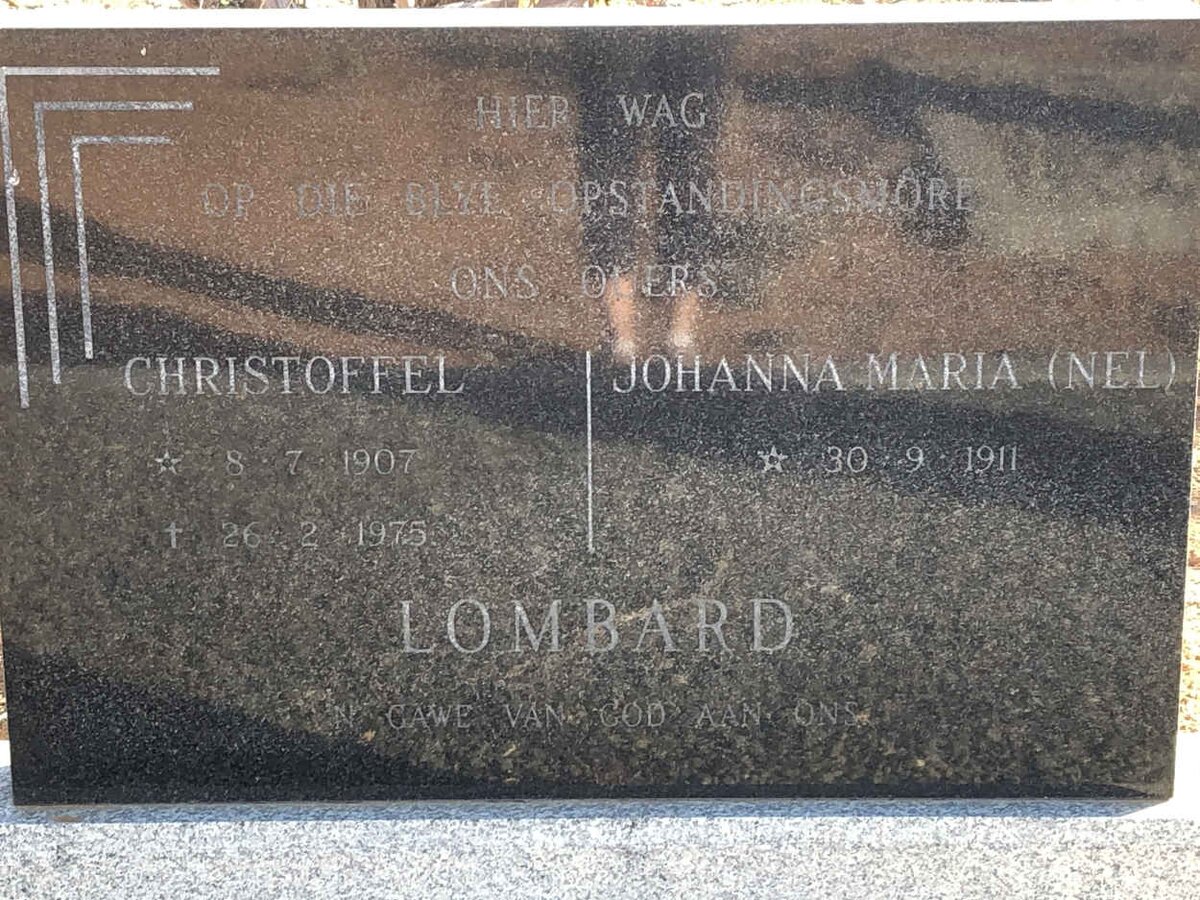 HIER WAG
OP DIE BLYE OPSTANDINGSMÔRE
ONS OUERS
CHRISTOFFEL
☆ 8 7 1907
† 26 2 1975
JOHANNA MARIA (NEL)
☆ 30 9 1911
LOMBARD
'N GAWE VAN GOD AAN ONS